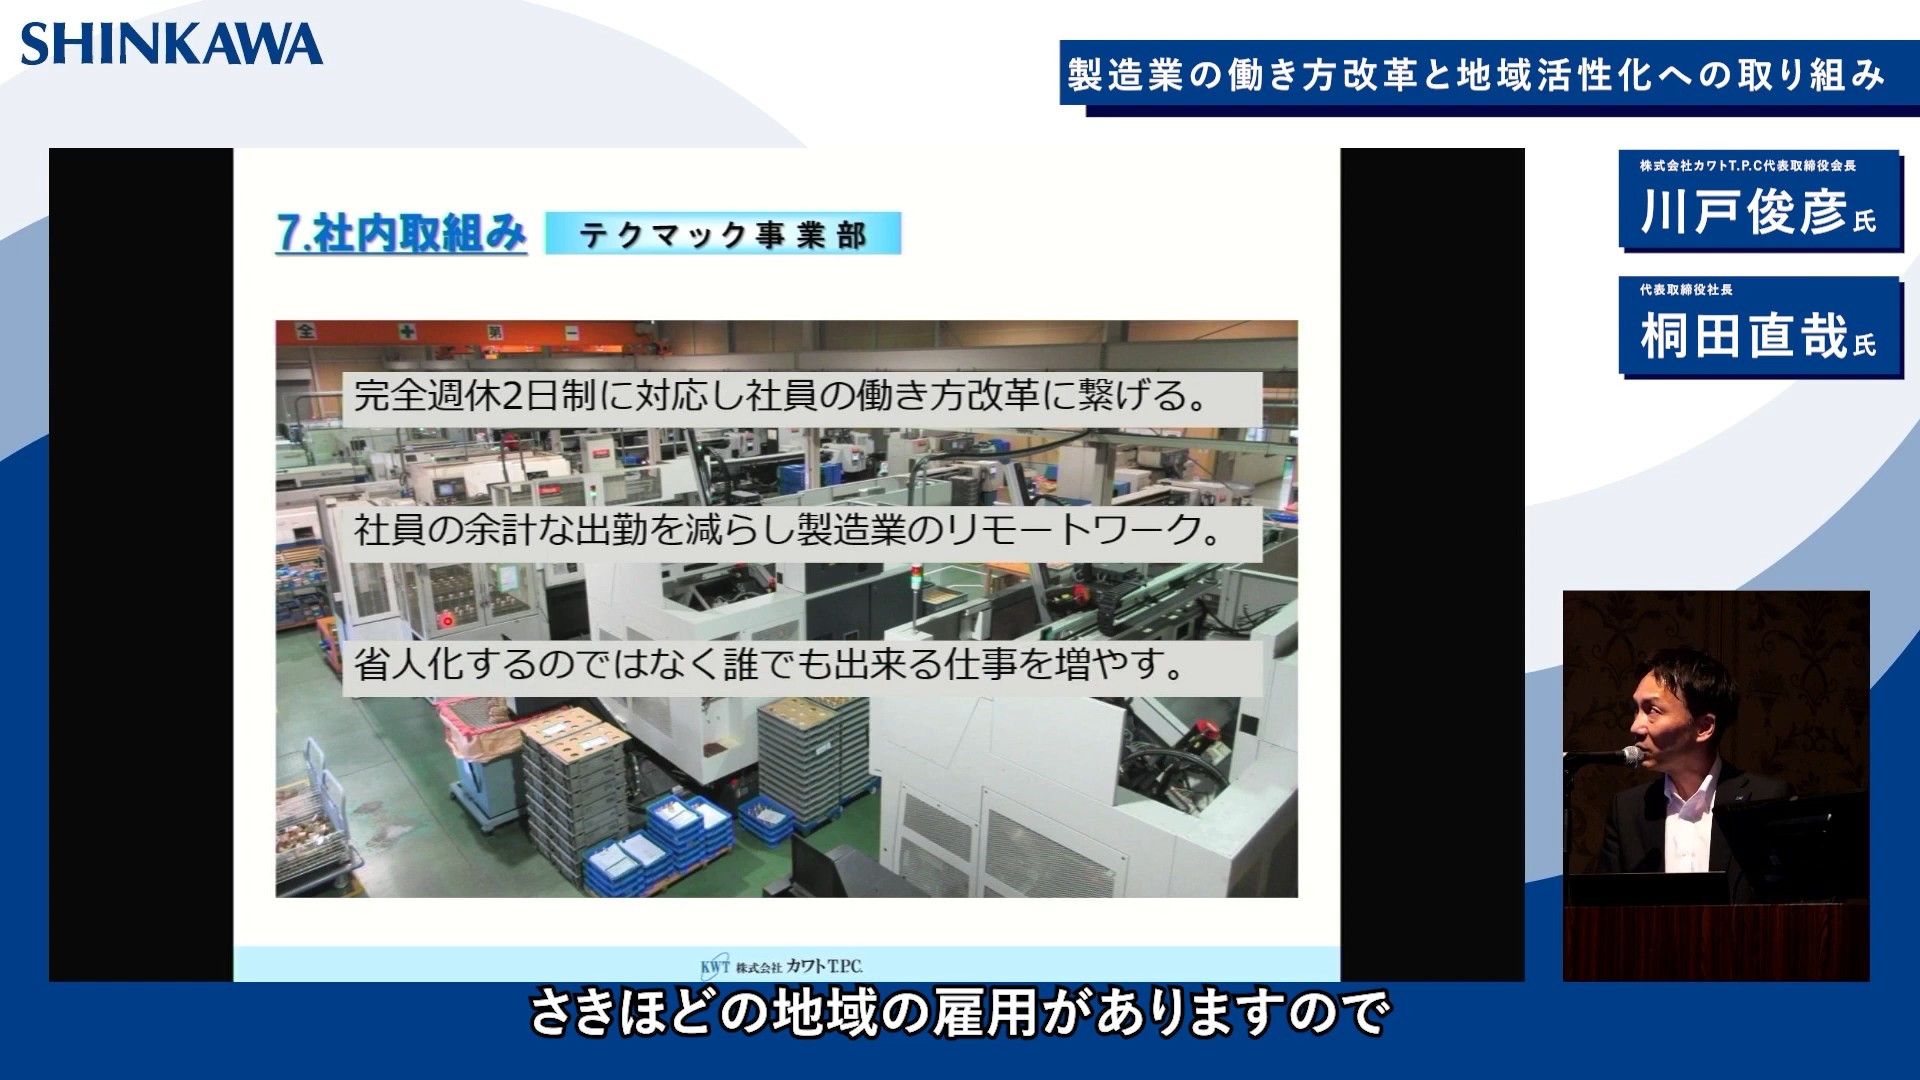 SHINKAWA
製造業の働き方改革と地域活性化への取り組み
株式会社カワトT.P.C代表取締役会長
川戸俊彦氏
代表取締役社長
桐田直哉氏
7.社内取組み
テクマック事業部
全＋第一
完全週休2日制に対応し社員の働き方改革に繋げる。
社員の余計な出勤を減らし製造業のリモートワーク。
省人化するのではなく誰でも出来る仕事を増やす。
KWT 株式会社 カワトT.P.C.
さきほどの地域の雇用がありますので